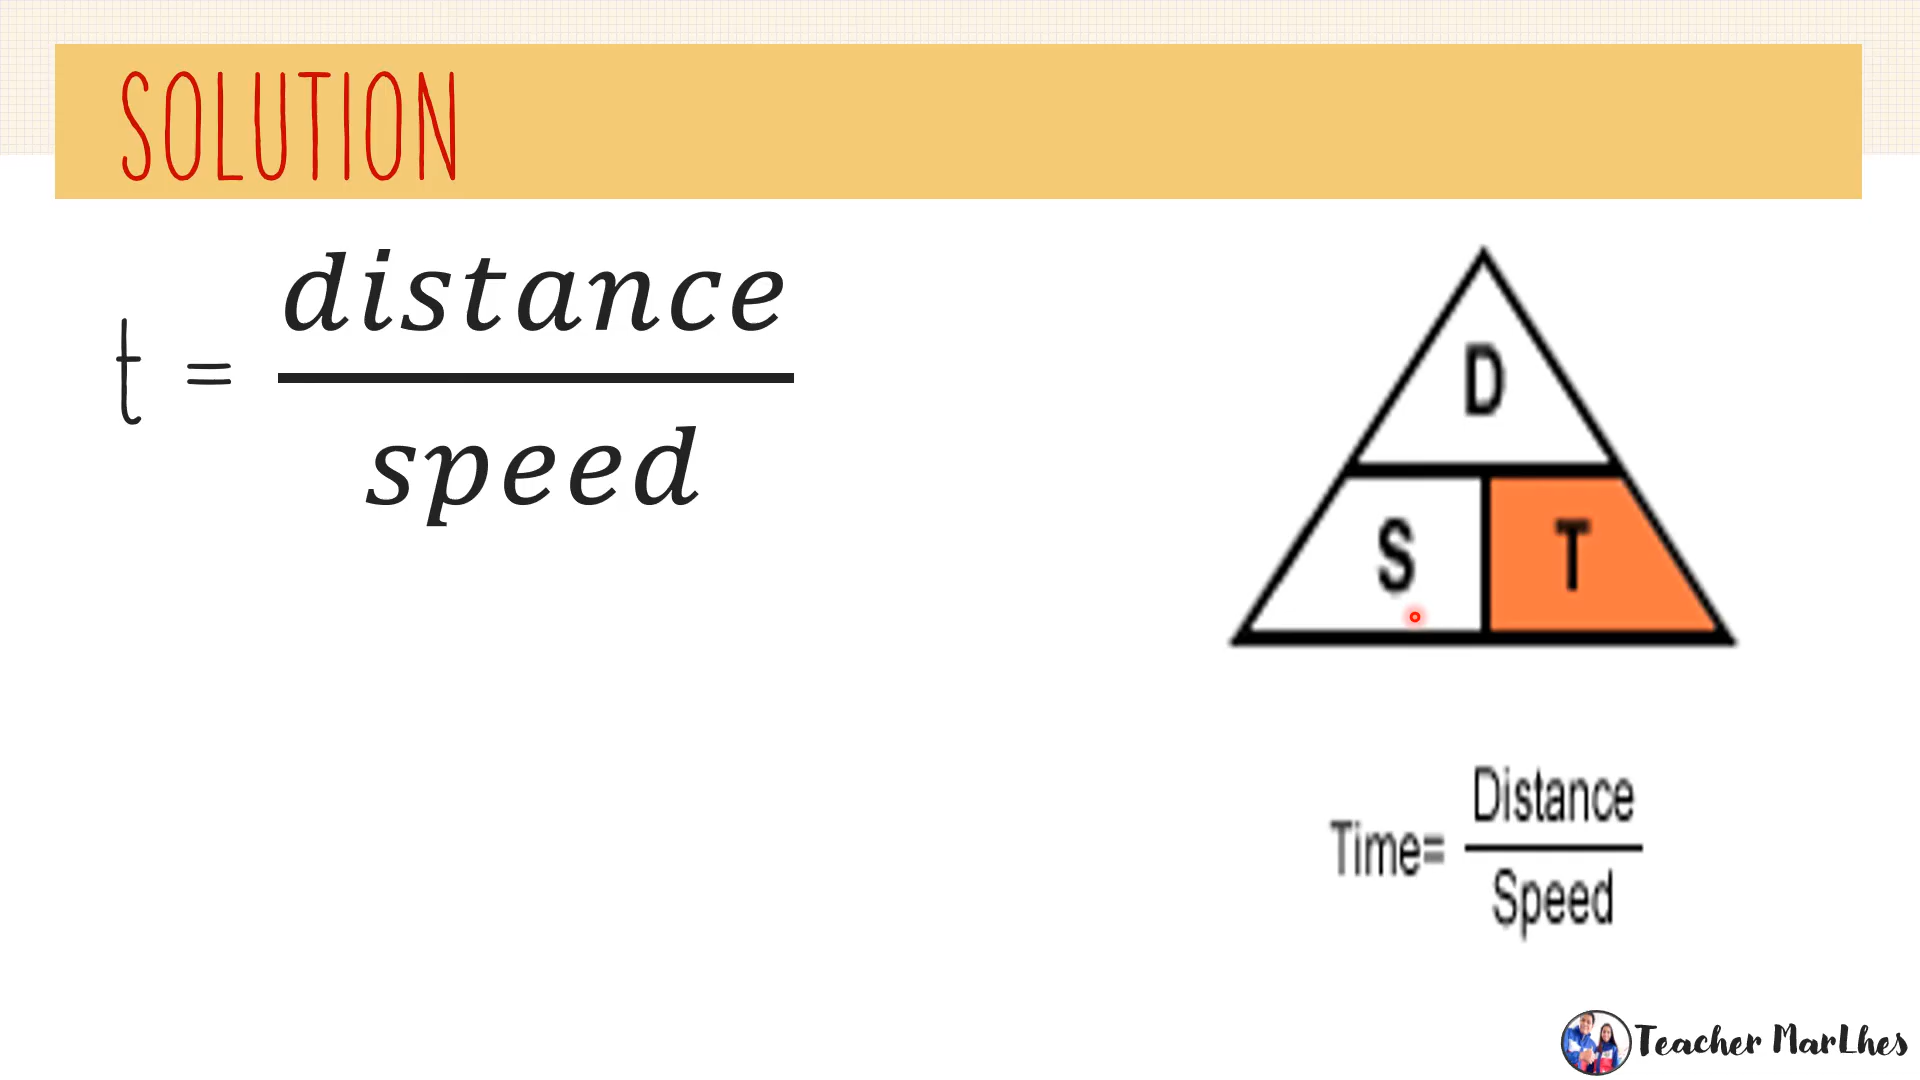 SOLUTION
t = distance
speed
D
S T
Time= Distance
Speed
Teacher MarLhes